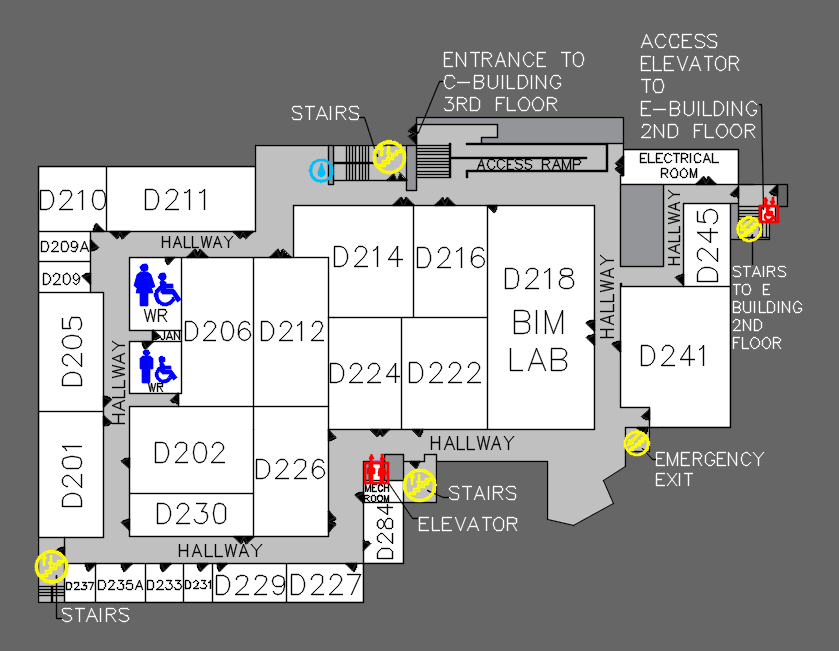 ACCESS
ELEVATOR
TO
E-BUILDING
2ND FLOOR
ENTRANCE TO
C-BUILDING
3RD FLOOR
STAIRS
ACCESS RAMP
ELECTRICAL
ROOM
D210
D211
HALLWAY
D209A
D209
D205
D201
WR
JAN
WR
HALLWAY
D206
D212
D214
D216
D218
BIM
LAB
HALLWAY
HALLWAY
D245
STAIRS
TO E
BUILDING
2ND
FLOOR
D241
D224
D222
D202
D226
D230
HALLWAY
EMERGENCY
EXIT
MECH
ROOM
STAIRS
ELEVATOR
D284
HALLWAY
D237
D235A
D233
D231
D229
D227
STAIRS